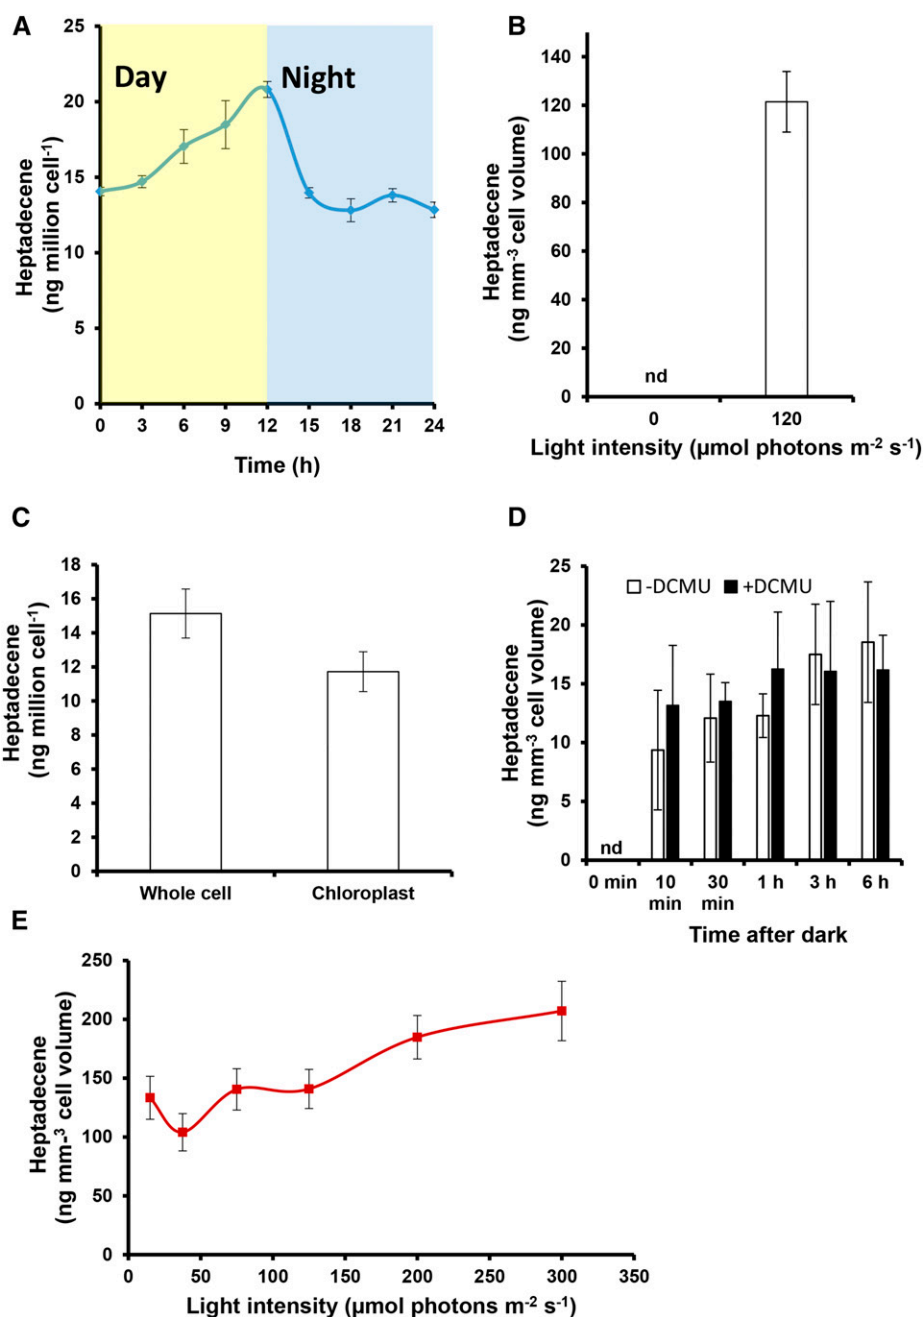 A
Day
Night
Heptadecene
(ng million cell-1)
25
20
15
10
5
0
0 3 6 9 12 15 18 21 24
Time (h)
B
Heptadecene
(ng mm-3 cell volume)
140
120
100
80
60
40
20
0
nd
0 120
Light intensity (µmol photons m-2 s-1)
C
Heptadecene
(ng million cell-1)
18
16
14
12
10
8
6
4
2
0
Whole cell Chloroplast
D
Heptadecene
(ng mm-3 cell volume)
25
20
15
10
5
0
-DCMU +DCMU
nd
0 min 10 min 30 min 1 h 3 h 6 h
Time after dark
E
Heptadecene
(ng mm-3 cell volume)
250
200
150
100
50
0
0 50 100 150 200 250 300 350
Light intensity (µmol photons m-2 s-1)